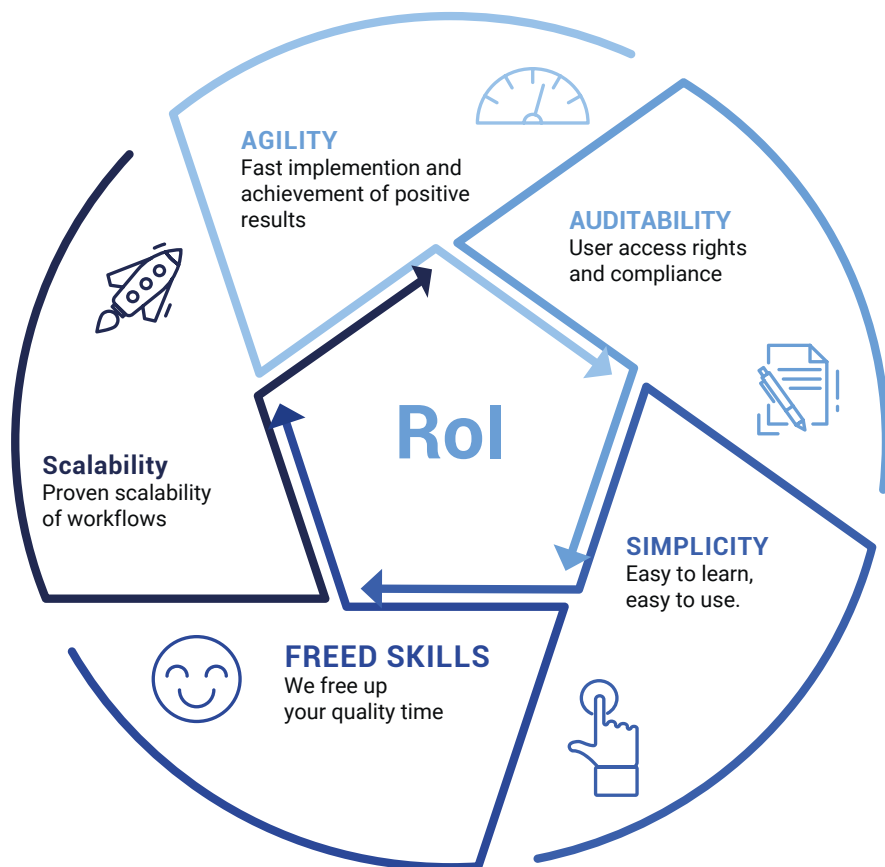 AGILITY
Fast implemention and
achievement of positive
results
AUDITABILITY
User access rights
and compliance
RoI
Scalability
Proven scalability
of workflows
SIMPLICITY
Easy to learn,
easy to use.
FREED SKILLS
We free up
your quality time